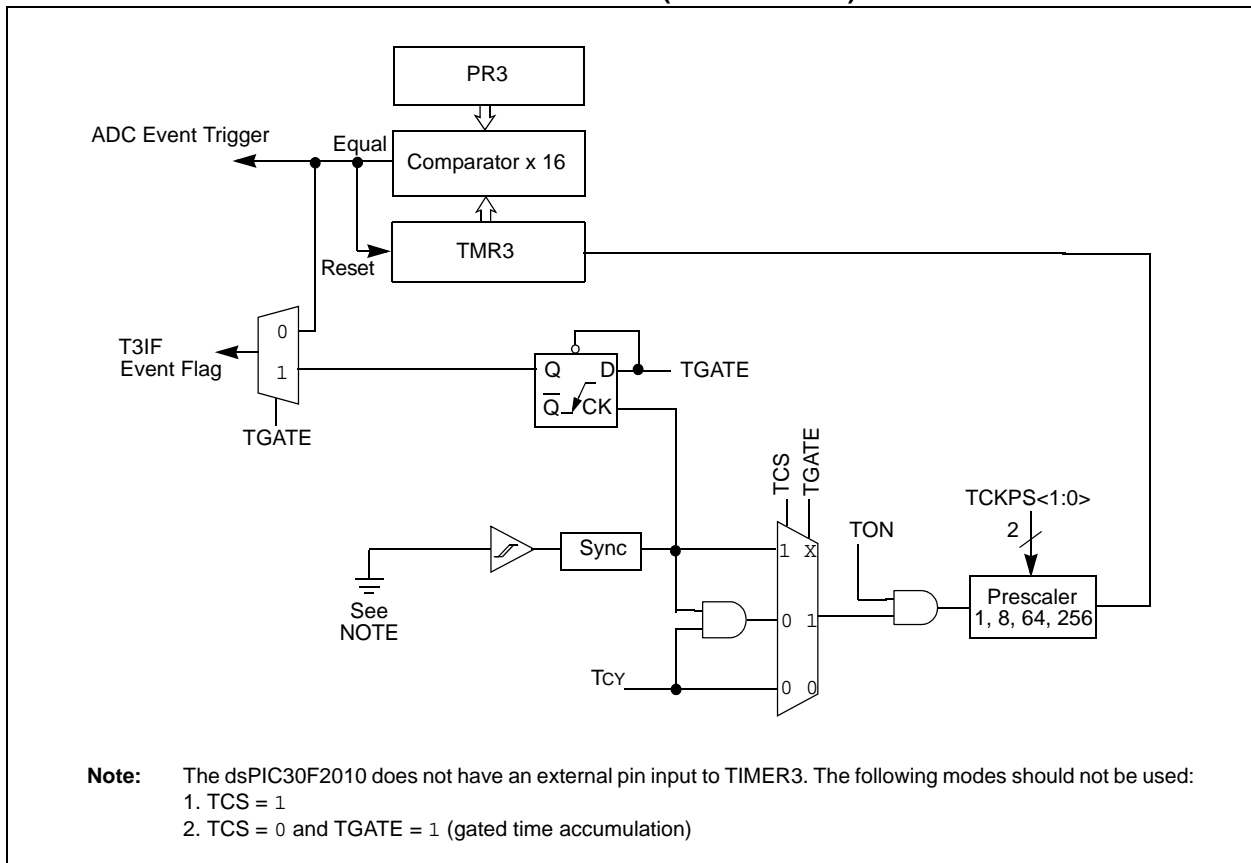 PR3
ADC Event Trigger
Equal
Comparator x 16
TMR3
Reset
0
T3IF
Event Flag
1
TGATE
Q D
Q CK
TGATE
TCS
TGATE
TCKPS<1:0>
2
TON
Sync
1 X
See
NOTE
0 1
Prescaler
1, 8, 64, 256
TCY
0 0
Note: The dsPIC30F2010 does not have an external pin input to TIMER3. The following modes should not be used:
1. TCS = 1
2. TCS = 0 and TGATE = 1 (gated time accumulation)